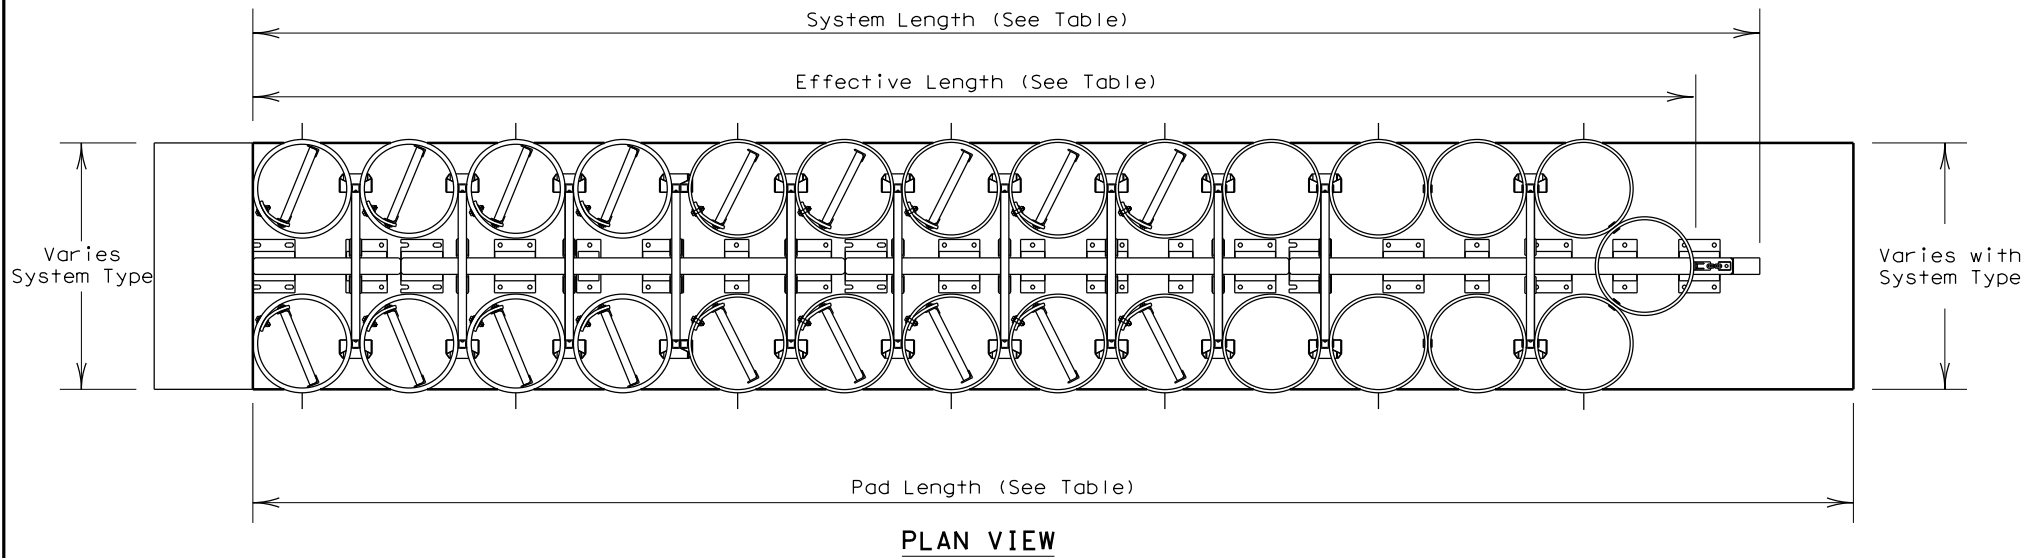 System Length (See Table)
Effective Length (See Table)
Varies
System Type
Varies with
System Type
Pad Length (See Table)
PLAN VIEW